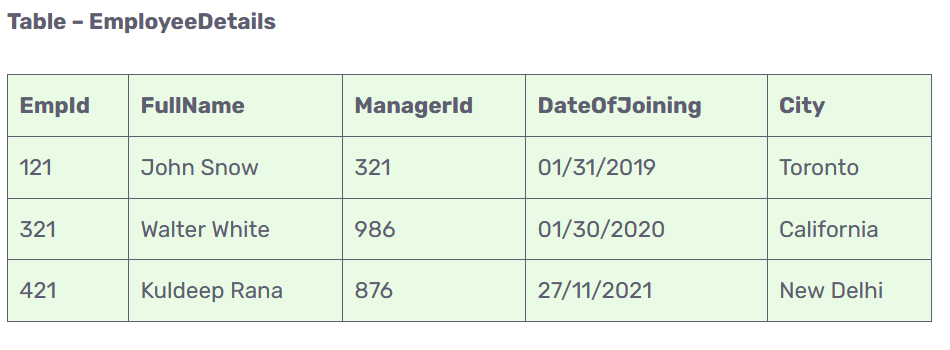 Table – EmployeeDetails
EmpId FullName ManagerId DateOfJoining City
121 John Snow 321 01/31/2019 Toronto
321 Walter White 986 01/30/2020 California
421 Kuldeep Rana 876 27/11/2021 New Delhi